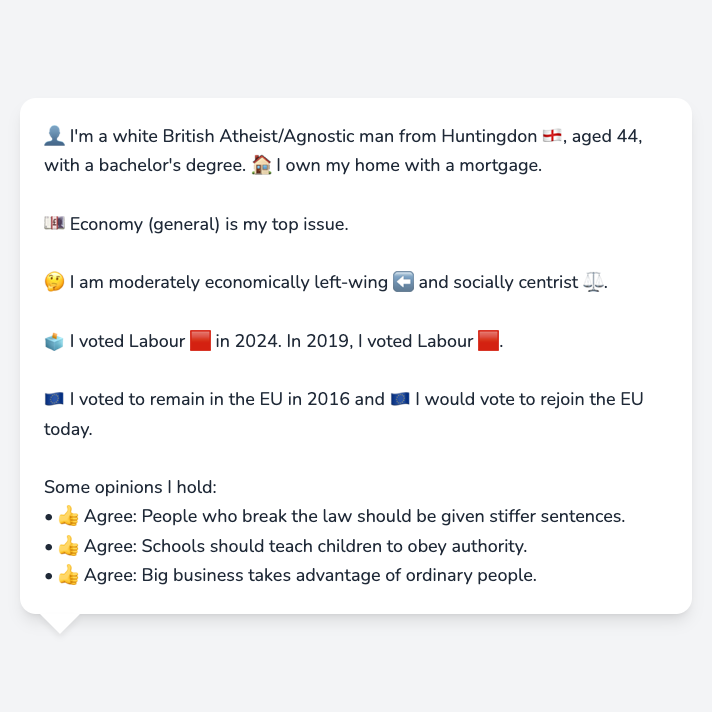 👤 I'm a white British Atheist/Agnostic man from Huntingdon 🏴󠁧󠁢󠁥󠁮󠁧󠁿, aged 44,
with a bachelor's degree. 🏠 I own my home with a mortgage.
💷 Economy (general) is my top issue.
🤔 I am moderately economically left-wing ⬅️ and socially centrist ⚖️.
🗳️ I voted Labour 🟥 in 2024. In 2019, I voted Labour 🟥.
🇪🇺 I voted to remain in the EU in 2016 and 🇪🇺 I would vote to rejoin the EU
today.
Some opinions I hold:
• 👍 Agree: People who break the law should be given stiffer sentences.
• 👍 Agree: Schools should teach children to obey authority.
• 👍 Agree: Big business takes advantage of ordinary people.